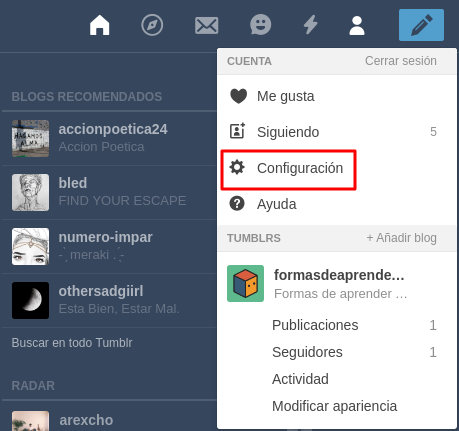 CUENTA Cerrar sesión
Me gusta
Siguiendo 5
Configuración
Ayuda
TUMBLRS + Añadir blog
formasdeaprende...
Formas de aprender ...
Publicaciones 1
Seguidores 1
Actividad
Modificar apariencia
BLOGS RECOMENDADOS
accionpoetica24
Accion Poetica
HAGAMOS
ALMX
bled
FIND YOUR ESCAPE
numero-impar
-ˌ meraki . ˌ-
othersadgiirl
Esta Bien, Estar Mal.
Buscar en todo Tumblr
RADAR
arexcho